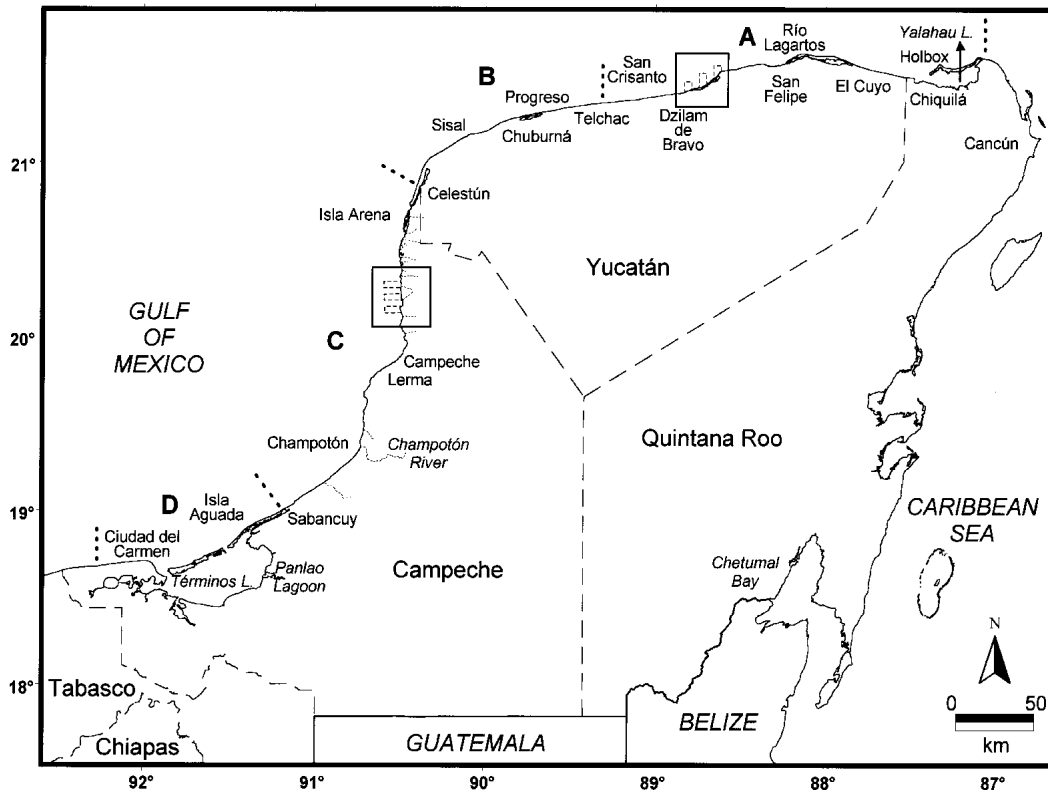 A
Río
Lagartos
Yalahau L.
Holbox
San
Crisanto
B
Progreso
San
Felipe
El Cuyo
Chiquilá
Telchac
Dzilam
de
Bravo
Sisal
Chuburná
Cancún
21°
Celestún
Isla Arena
Yucatán
GULF
OF
MEXICO
20°
C
Campeche
Lerma
Champotón
Champotón
River
Quintana Roo
19°
D
Isla
Aguada
Sabancuy
Ciudad del
Carmen
CARIBBEAN
SEA
Términos L.
Panlao
Lagoon
Campeche
Chetumal
Bay
N
18°
Tabasco
0 50
km
BELIZE
Chiapas
GUATEMALA
92° 91° 90° 89° 88° 87°